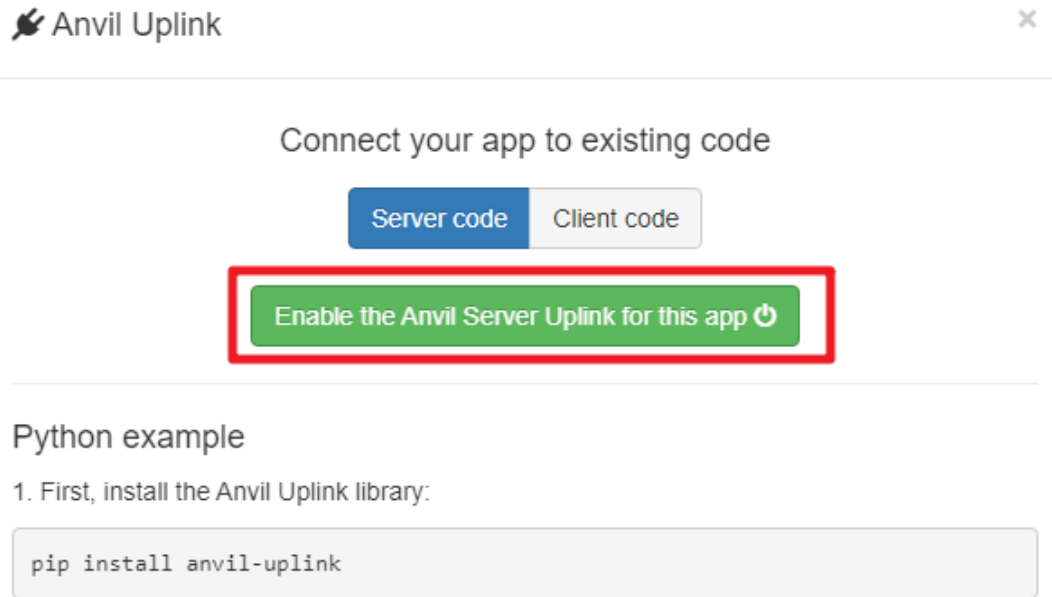 Anvil Uplink
Connect your app to existing code
Server code
Client code
Enable the Anvil Server Uplink for this app
Python example
1. First, install the Anvil Uplink library:
pip install anvil-uplink